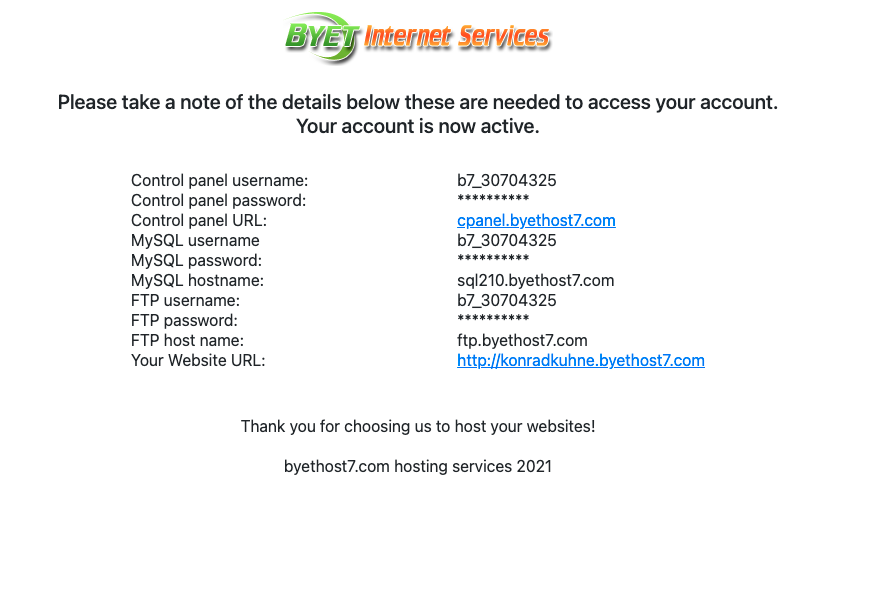 BYET Internet Services
Please take a note of the details below these are needed to access your account.
Your account is now active.
Control panel username: b7_30704325
Control panel password: **********
Control panel URL: cpanel.byethost7.com
MySQL username b7_30704325
MySQL password: **********
MySQL hostname: sql210.byethost7.com
FTP username: b7_30704325
FTP password: **********
FTP host name: ftp.byethost7.com
Your Website URL: http://konradkuhne.byethost7.com
Thank you for choosing us to host your websites!
byethost7.com hosting services 2021